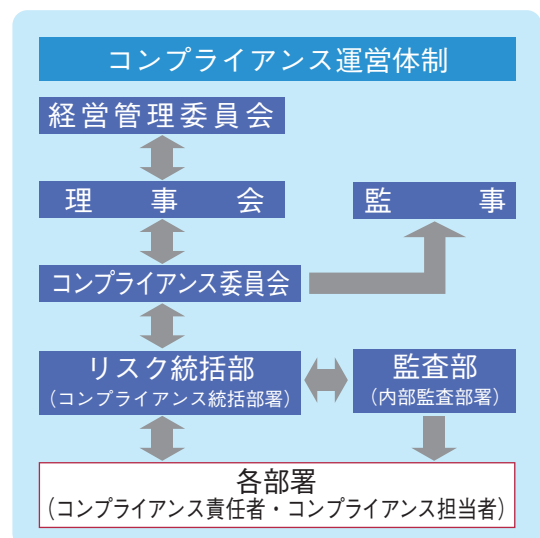 コンプライアンス運営体制
経営管理委員会
理事会
監事
コンプライアンス委員会
リスク統括部
（コンプライアンス統括部署）
監査部
（内部監査部署）
各部署
（コンプライアンス責任者・コンプライアンス担当者）